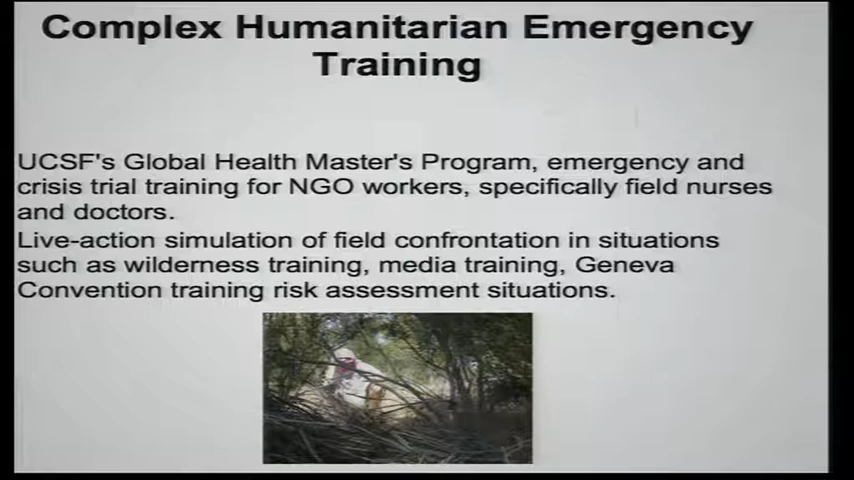 Complex Humanitarian Emergency
Training
UCSF's Global Health Master's Program, emergency and
crisis trial training for NGO workers, specifically field nurses
and doctors.
Live-action simulation of field confrontation in situations
such as wilderness training, media training, Geneva
Convention training risk assessment situations.